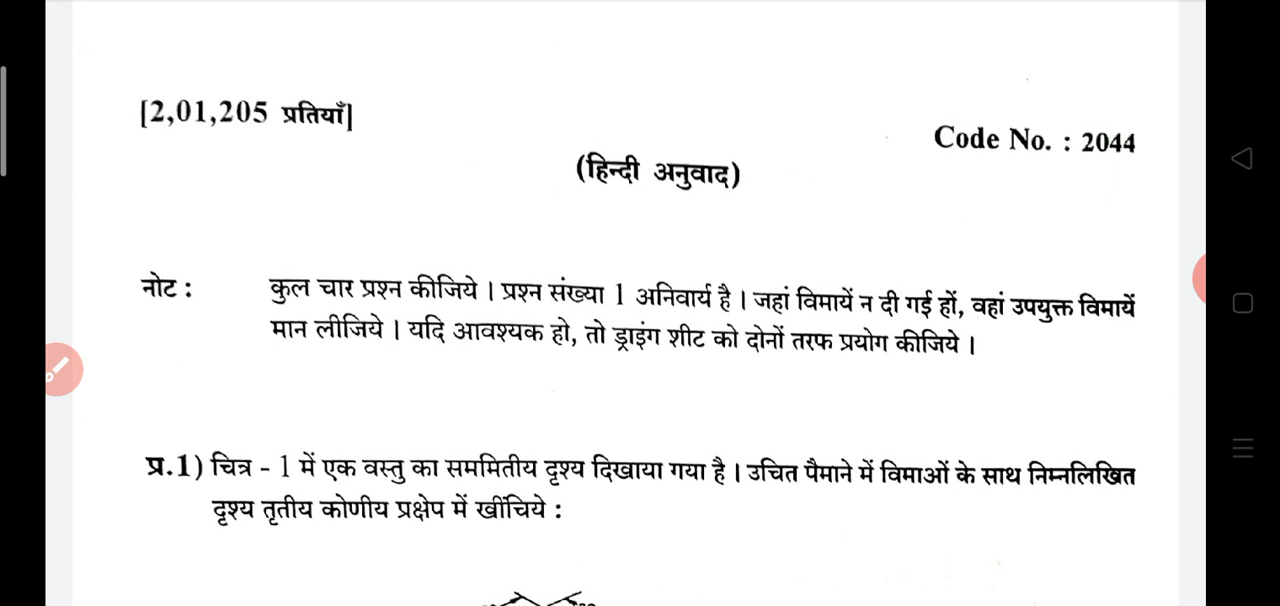 [2,01,205 प्रतियाँ]
Code No. : 2044
(हिन्दी अनुवाद)
नोट : कुल चार प्रश्न कीजिये । प्रश्न संख्या 1 अनिवार्य है । जहां विमायें न दी गई हों, वहां उपयुक्त विमायें
मान लीजिये । यदि आवश्यक हो, तो ड्राइंग शीट को दोनों तरफ प्रयोग कीजिये ।
प्र.1) चित्र - 1 में एक वस्तु का सममितीय दृश्य दिखाया गया है । उचित पैमाने में विमाओं के साथ निम्नलिखित
दृश्य तृतीय कोणीय प्रक्षेप में खींचिये :